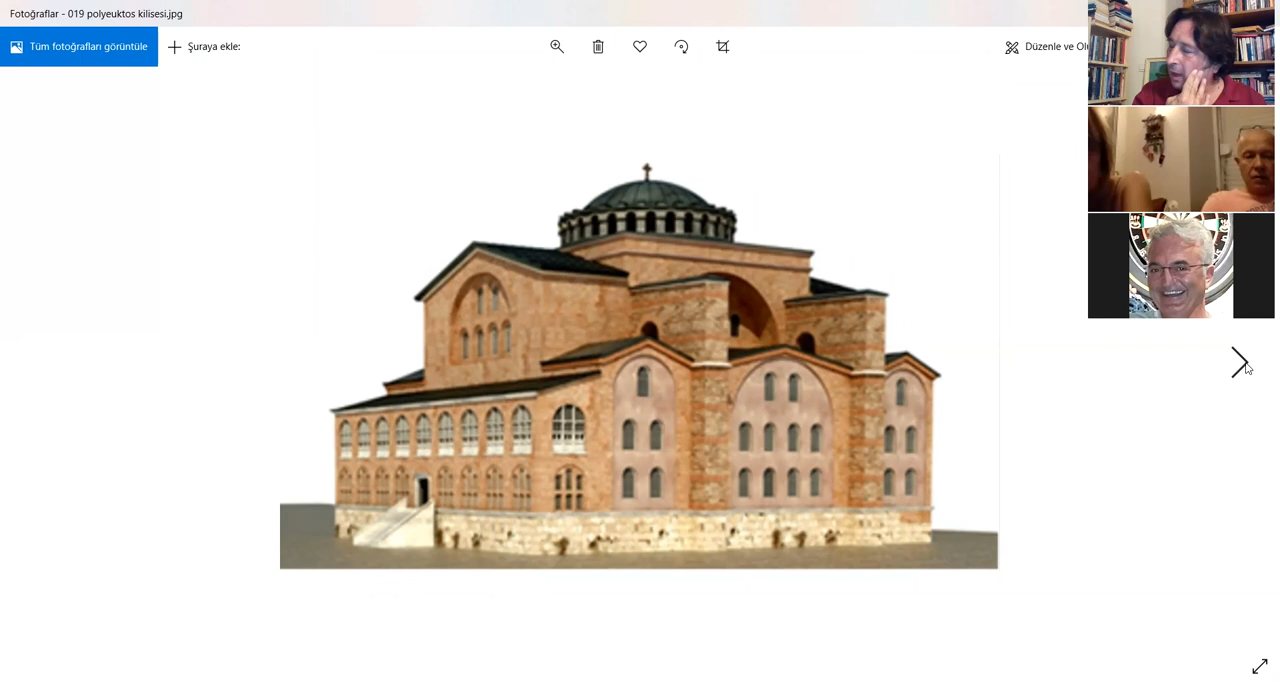 Fotoğraflar - 019 polyeuktos kilisesi.jpg
Tüm fotoğrafları görüntüle
Şuraya ekle:
Düzenle ve Ol